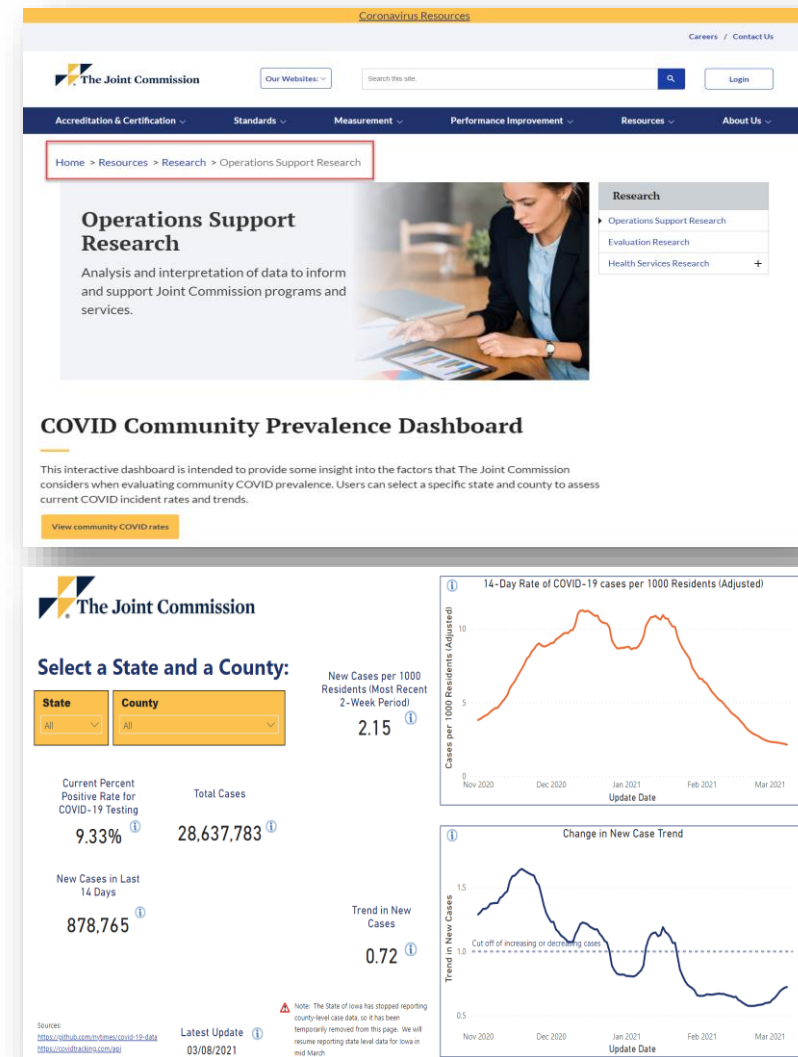 Coronavirus Resources
Careers / Contact Us
The Joint Commission
Our Websites:
Search this site.
Login
Accreditation & Certification
Standards
Measurement
Performance Improvement
Resources
About Us
Home > Resources > Research > Operations Support Research
Operations Support
Research
Analysis and interpretation of data to inform
and support Joint Commission programs and
services.
Research
Operations Support Research
Evaluation Research
Health Services Research +
COVID Community Prevalence Dashboard
This interactive dashboard is intended to provide some insight into the factors that The Joint Commission
considers when evaluating community COVID prevalence. Users can select a specific state and county to assess
current COVID incident rates and trends.
View community COVID rates
The Joint Commission
Select a State and a County:
State
All
County
All
New Cases per 1000
Residents (Most Recent
2-Week Period)
2.15
Current Percent
Positive Rate for
COVID-19 Testing
9.33%
Total Cases
28,637,783
New Cases in Last
14 Days
878,765
Trend in New
Cases
0.72
Sources:
https://github.com/nytimes/covid-19-data
https://covidtracking.com/api
Latest Update
03/08/2021
Note: The State of Iowa has stopped reporting
county-level case data, so it has been
temporarily removed from this page. We will
resume reporting state level data for Iowa in
mid March
14-Day Rate of COVID-19 cases per 1000 Residents (Adjusted)
Cases per 1000 Residents (Adjusted)
10
5
0
Nov 2020
Dec 2020
Jan 2021
Feb 2021
Mar 2021
Update Date
Change in New Case Trend
Trend in New Cases
1.5
1.0
0.5
Cut off of increasing or decreasing cases
Nov 2020
Dec 2020
Jan 2021
Feb 2021
Mar 2021
Update Date